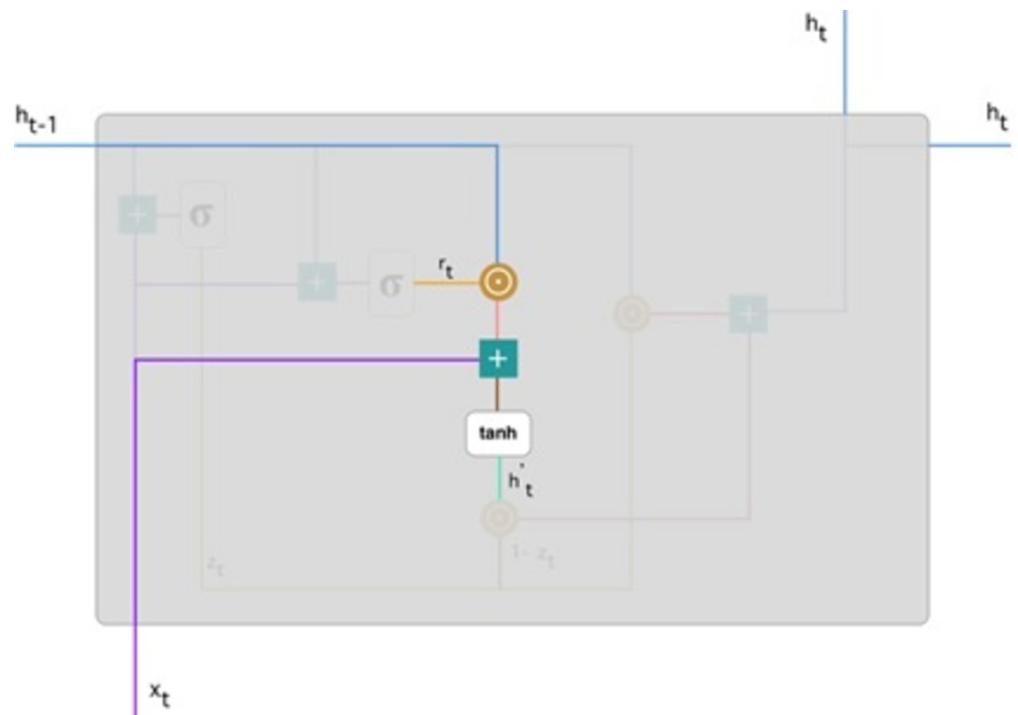 h_t
h_{t-1}
h_t
+
σ
r_t
+
σ
+
+
tanh
h'_t
1- z_t
z_t
x_t